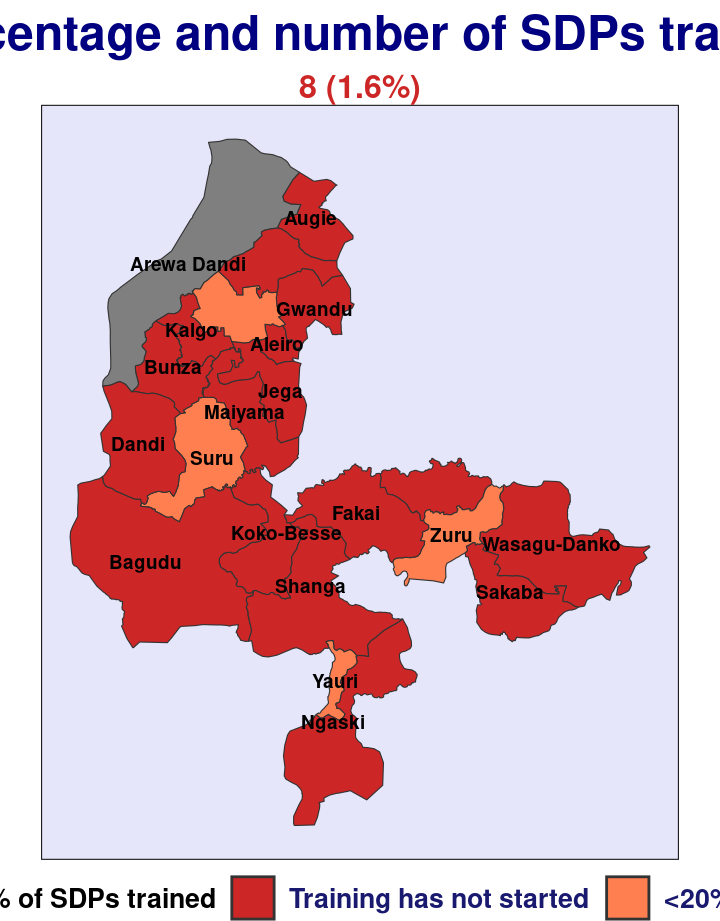 centage and number of SDPs tra
8 (1.6%)
Augie
Arewa Dandi
Gwandu
Kalgo
Aleiro
Bunza
Jega
Maiyama
Dandi
Suru
Fakai
Koko-Besse
Zuru
Wasagu-Danko
Bagudu
Shanga
Sakaba
Yauri
Ngaski
% of SDPs trained Training has not started <20%